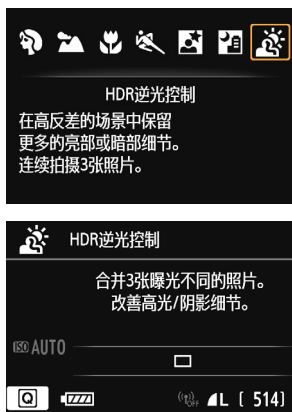 HDR逆光控制
在高反差的场景中保留
更多的亮部或暗部细节。
连续拍摄3张照片。
HDR逆光控制
合并3张曝光不同的照片。
改善高光/阴影细节。
ISO AUTO
Q OFF L [ 514]